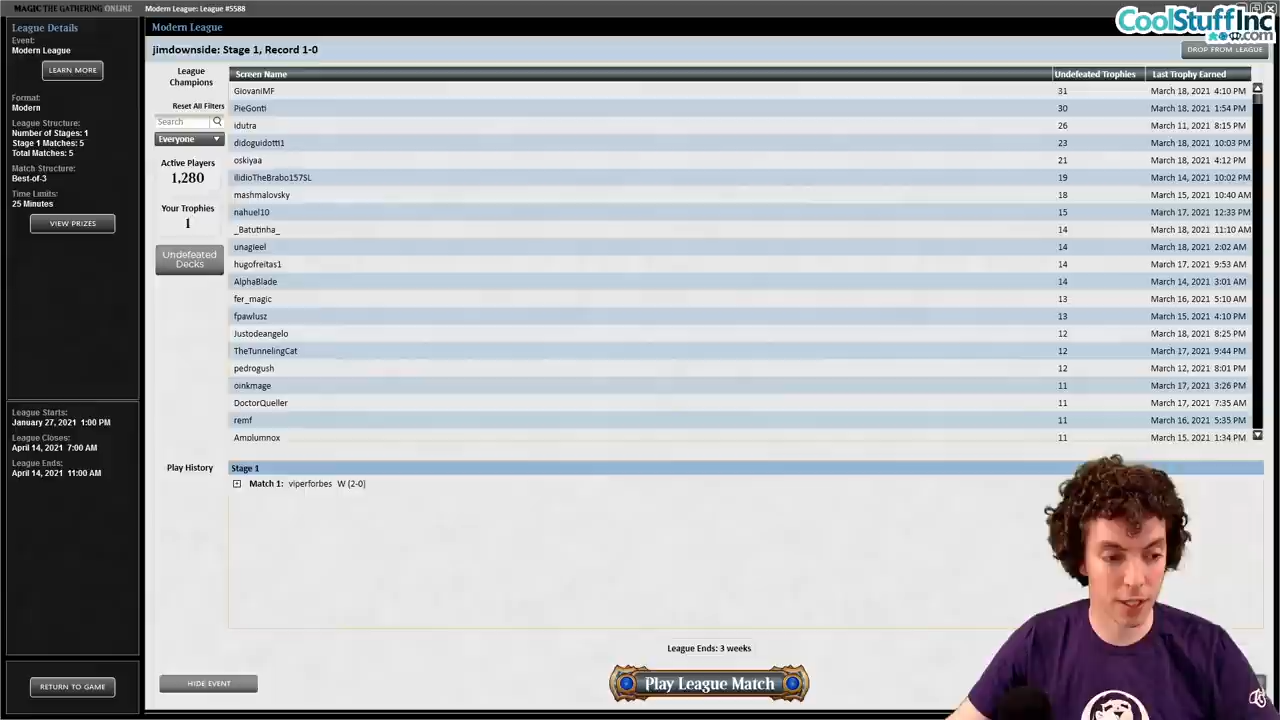 MAGIC THE GATHERING ONLINE
Modern League: League #5588
CoolStuffInc
.com
League Details
Event:
Modern League
LEARN MORE
Format:
Modern
League Structure:
Number of Stages: 1
Stage 1 Matches: 5
Total Matches: 5
Match Structure:
Best-of-3
Time Limits:
25 Minutes
VIEW PRIZES
League Starts:
January 27, 2021 1:00 PM
League Closes:
April 14, 2021 7:00 AM
League Ends:
April 14, 2021 11:00 AM
RETURN TO GAME
Modern League
jimdownside: Stage 1, Record 1-0
DROP FROM LEAGUE
League
Champions
Reset All Filters
Search
Everyone
Active Players
1,280
Your Trophies
1
Undefeated
Decks
Screen Name Undefeated Trophies Last Trophy Earned
GiovaniMF 31 March 18, 2021 4:10 PM
PieGonti 30 March 18, 2021 1:54 PM
idutra 26 March 11, 2021 8:15 PM
didoguidotti1 23 March 18, 2021 10:03 PM
oskiyaa 21 March 18, 2021 4:12 PM
ilidioTheBrabo157SL 19 March 14, 2021 10:02 PM
mashmalovsky 18 March 15, 2021 10:40 AM
nahuel10 15 March 17, 2021 12:33 PM
_Batutinha_ 14 March 18, 2021 11:10 AM
unagieel 14 March 18, 2021 2:02 AM
hugofreitas1 14 March 17, 2021 9:53 AM
AlphaBlade 14 March 14, 2021 3:01 AM
fer_magic 13 March 16, 2021 5:10 AM
fpawlusz 13 March 15, 2021 4:10 PM
Justodeangelo 12 March 18, 2021 8:25 PM
TheTunnelingCat 12 March 17, 2021 9:44 PM
pedrogush 12 March 12, 2021 8:01 PM
oinkmage 11 March 17, 2021 3:26 PM
DoctorQueller 11 March 17, 2021 7:35 AM
remf 11 March 16, 2021 5:35 PM
Amplumnox 11 March 15, 2021 1:34 PM
Play History
Stage 1
Match 1: viperforbes W (2-0)
League Ends: 3 weeks
HIDE EVENT
Play League Match